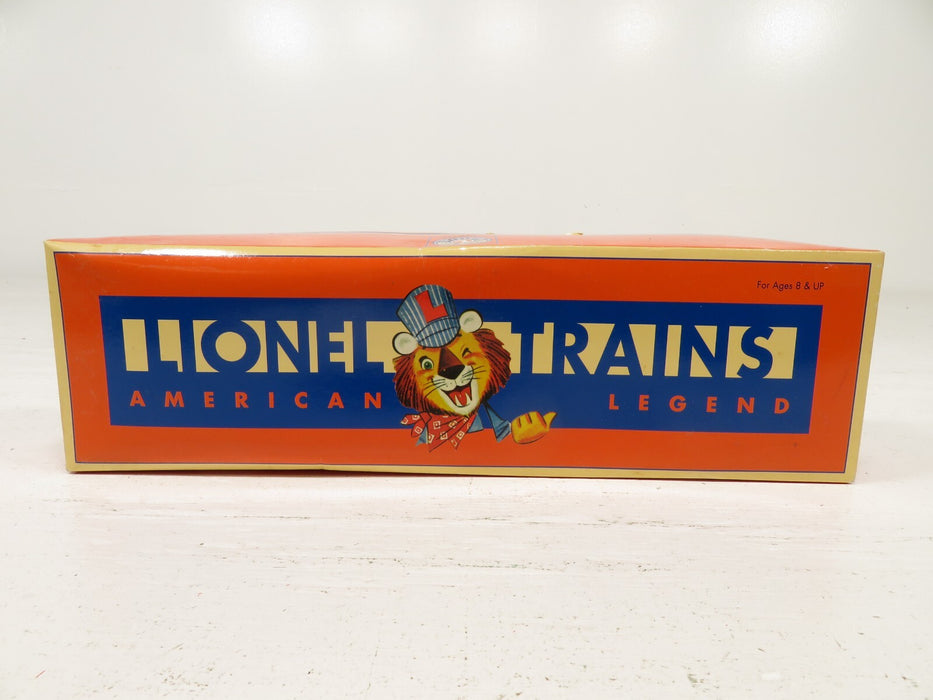 For Ages 8 & UP
L
LIONEL TRAINS
AMERICAN LEGEND